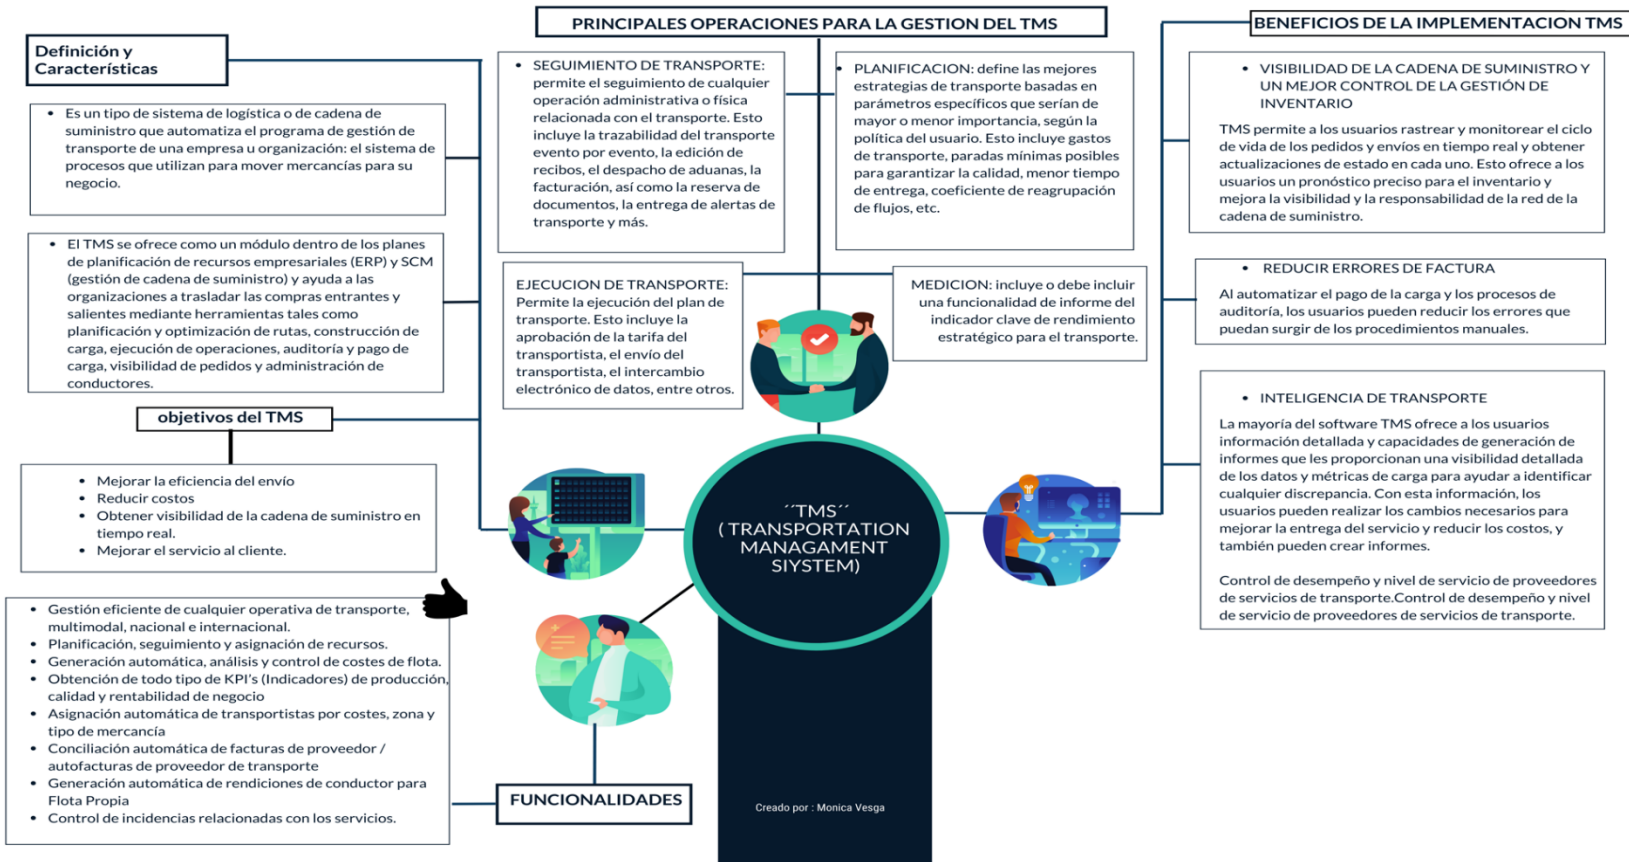 Definición y
Características
• Es un tipo de sistema de logística o de cadena de
suministro que automatiza el programa de gestión de
transporte de una empresa u organización: el sistema de
procesos que utilizan para mover mercancías para su
negocio.
• El TMS se ofrece como un módulo dentro de los planes
de planificación de recursos empresariales (ERP) y SCM
(gestión de cadena de suministro) y ayuda a las
organizaciones a trasladar las compras entrantes y
salientes mediante herramientas tales como
planificación y optimización de rutas, construcción de
carga, ejecución de operaciones, auditoría y pago de
carga, visibilidad de pedidos y administración de
conductores.
objetivos del TMS
• Mejorar la eficiencia del envío
• Reducir costos
• Obtener visibilidad de la cadena de suministro en
tiempo real.
• Mejorar el servicio al cliente.
• Gestión eficiente de cualquier operativa de transporte,
multimodal, nacional e internacional.
• Planificación, seguimiento y asignación de recursos.
• Generación automática, análisis y control de costes de flota.
• Obtención de todo tipo de KPI's (Indicadores) de producción,
calidad y rentabilidad de negocio
• Asignación automática de transportistas por costes, zona y
tipo de mercancía
• Conciliación automática de facturas de proveedor /
autofacturas de proveedor de transporte
• Generación automática de rendiciones de conductor para
Flota Propia
• Control de incidencias relacionadas con los servicios.
FUNCIONALIDADES
PRINCIPALES OPERACIONES PARA LA GESTION DEL TMS
• SEGUIMIENTO DE TRANSPORTE:
permite el seguimiento de cualquier
operación administrativa o física
relacionada con el transporte. Esto
incluye la trazabilidad del transporte
evento por evento, la edición de
recibos, el despacho de aduanas, la
facturación, así como la reserva de
documentos, la entrega de alertas de
transporte y más.
• PLANIFICACION: define las mejores
estrategias de transporte basadas en
parámetros específicos que serían de
mayor o menor importancia, según la
política del usuario. Esto incluye gastos
de transporte, paradas mínimas posibles
para garantizar la calidad, menor tiempo
de entrega, coeficiente de reagrupación
de flujos, etc.
EJECUCION DE TRANSPORTE:
Permite la ejecución del plan de
transporte. Esto incluye la
aprobación de la tarifa del
transportista, el envío del
transportista, el intercambio
electrónico de datos, entre otros.
MEDICION: incluye o debe incluir
una funcionalidad de informe del
indicador clave de rendimiento
estratégico para el transporte.
´´TMS´´
( TRANSPORTATION
MANAGAMENT
SIYSTEM)
Creado por : Monica Vesga
BENEFICIOS DE LA IMPLEMENTACION TMS
• VISIBILIDAD DE LA CADENA DE SUMINISTRO Y
UN MEJOR CONTROL DE LA GESTIÓN DE
INVENTARIO
TMS permite a los usuarios rastrear y monitorear el ciclo
de vida de los pedidos y envíos en tiempo real y obtener
actualizaciones de estado en cada uno. Esto ofrece a los
usuarios un pronóstico preciso para el inventario y
mejora la visibilidad y la responsabilidad de la red de la
cadena de suministro.
• REDUCIR ERRORES DE FACTURA
Al automatizar el pago de la carga y los procesos de
auditoría, los usuarios pueden reducir los errores que
puedan surgir de los procedimientos manuales.
• INTELIGENCIA DE TRANSPORTE
La mayoría del software TMS ofrece a los usuarios
información detallada y capacidades de generación de
informes que les proporcionan una visibilidad detallada
de los datos y métricas de carga para ayudar a identificar
cualquier discrepancia. Con esta información, los
usuarios pueden realizar los cambios necesarios para
mejorar la entrega del servicio y reducir los costos, y
también pueden crear informes.
Control de desempeño y nivel de servicio de proveedores
de servicios de transporte.Control de desempeño y nivel
de servicio de proveedores de servicios de transporte.